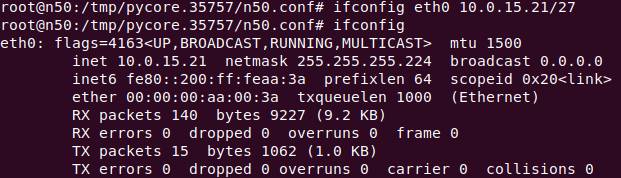 root@n50:/tmp/pycore.35757/n50.conf# ifconfig eth0 10.0.15.21/27
root@n50:/tmp/pycore.35757/n50.conf# ifconfig
eth0: flags=4163<UP,BROADCAST,RUNNING,MULTICAST>  mtu 1500
        inet 10.0.15.21  netmask 255.255.255.224  broadcast 0.0.0.0
        inet6 fe80::200:ff:feaa:3a  prefixlen 64  scopeid 0x20<link>
        ether 00:00:00:aa:00:3a  txqueuelen 1000  (Ethernet)
        RX packets 140  bytes 9227 (9.2 KB)
        RX errors 0  dropped 0  overruns 0  frame 0
        TX packets 15  bytes 1062 (1.0 KB)
        TX errors 0  dropped 0 overruns 0  carrier 0  collisions 0